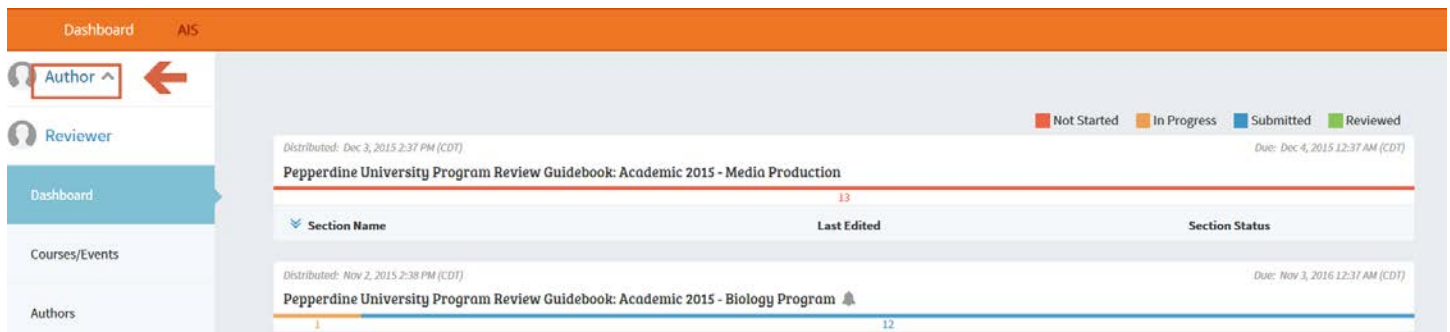 Dashboard AIS
Author
Reviewer
Dashboard
Courses/Events
Authors
Not Started In Progress Submitted Reviewed
Distributed: Dec 3, 2015 2:37 PM (CDT) Due: Dec 4, 2015 12:37 AM (CDT)
Pepperdine University Program Review Guidebook: Academic 2015 - Media Production
13
Section Name Last Edited Section Status
Distributed: Nov 2, 2015 2:38 PM (CDT) Due: Nov 3, 2016 12:37 AM (CDT)
Pepperdine University Program Review Guidebook: Academic 2015 - Biology Program
1 12